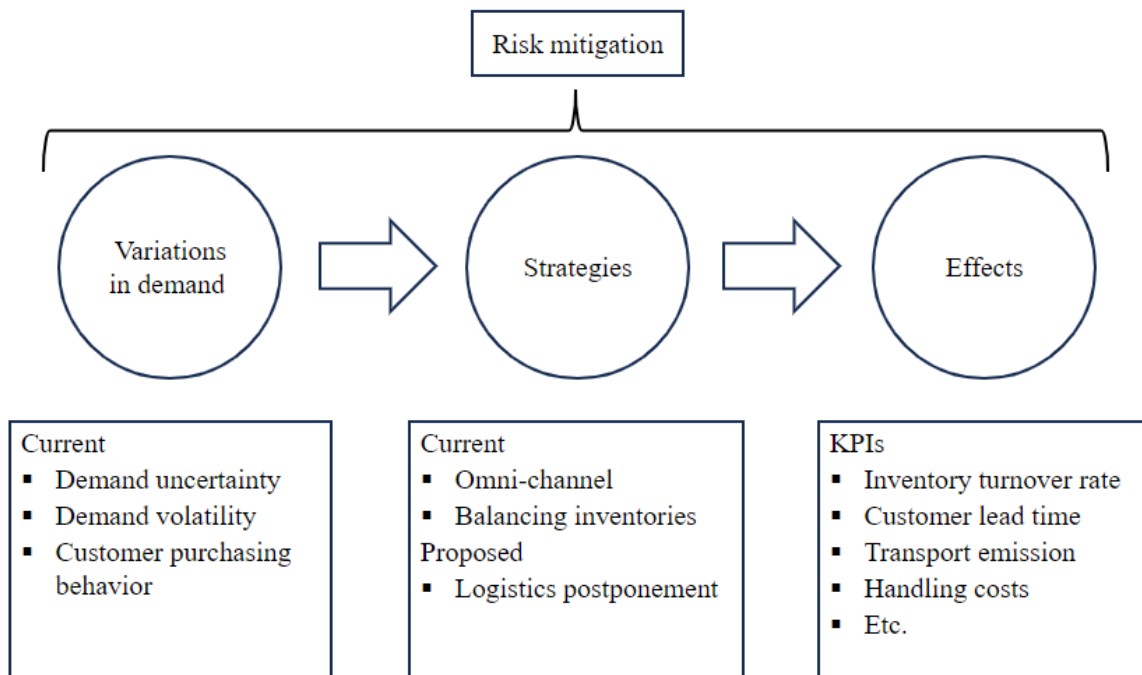 Risk mitigation
Variations
in demand
Strategies
Effects
Current
▪ Demand uncertainty
▪ Demand volatility
▪ Customer purchasing
behavior
Current
▪ Omni-channel
▪ Balancing inventories
Proposed
▪ Logistics postponement
KPIs
▪ Inventory turnover rate
▪ Customer lead time
▪ Transport emission
▪ Handling costs
▪ Etc.